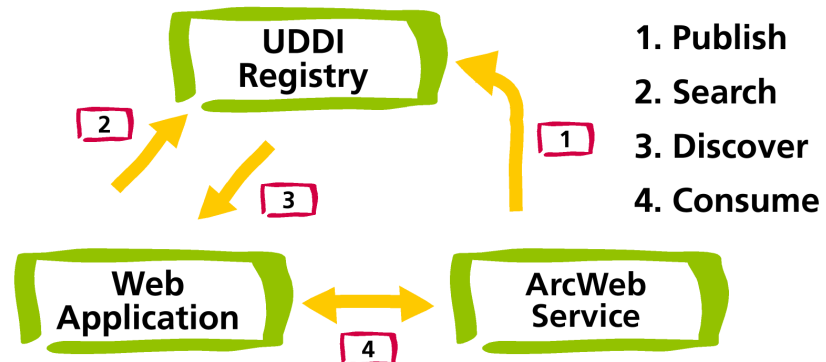 UDDI
Registry
1. Publish
2. Search
3. Discover
4. Consume
2
1
3
Web
Application
ArcWeb
Service
4